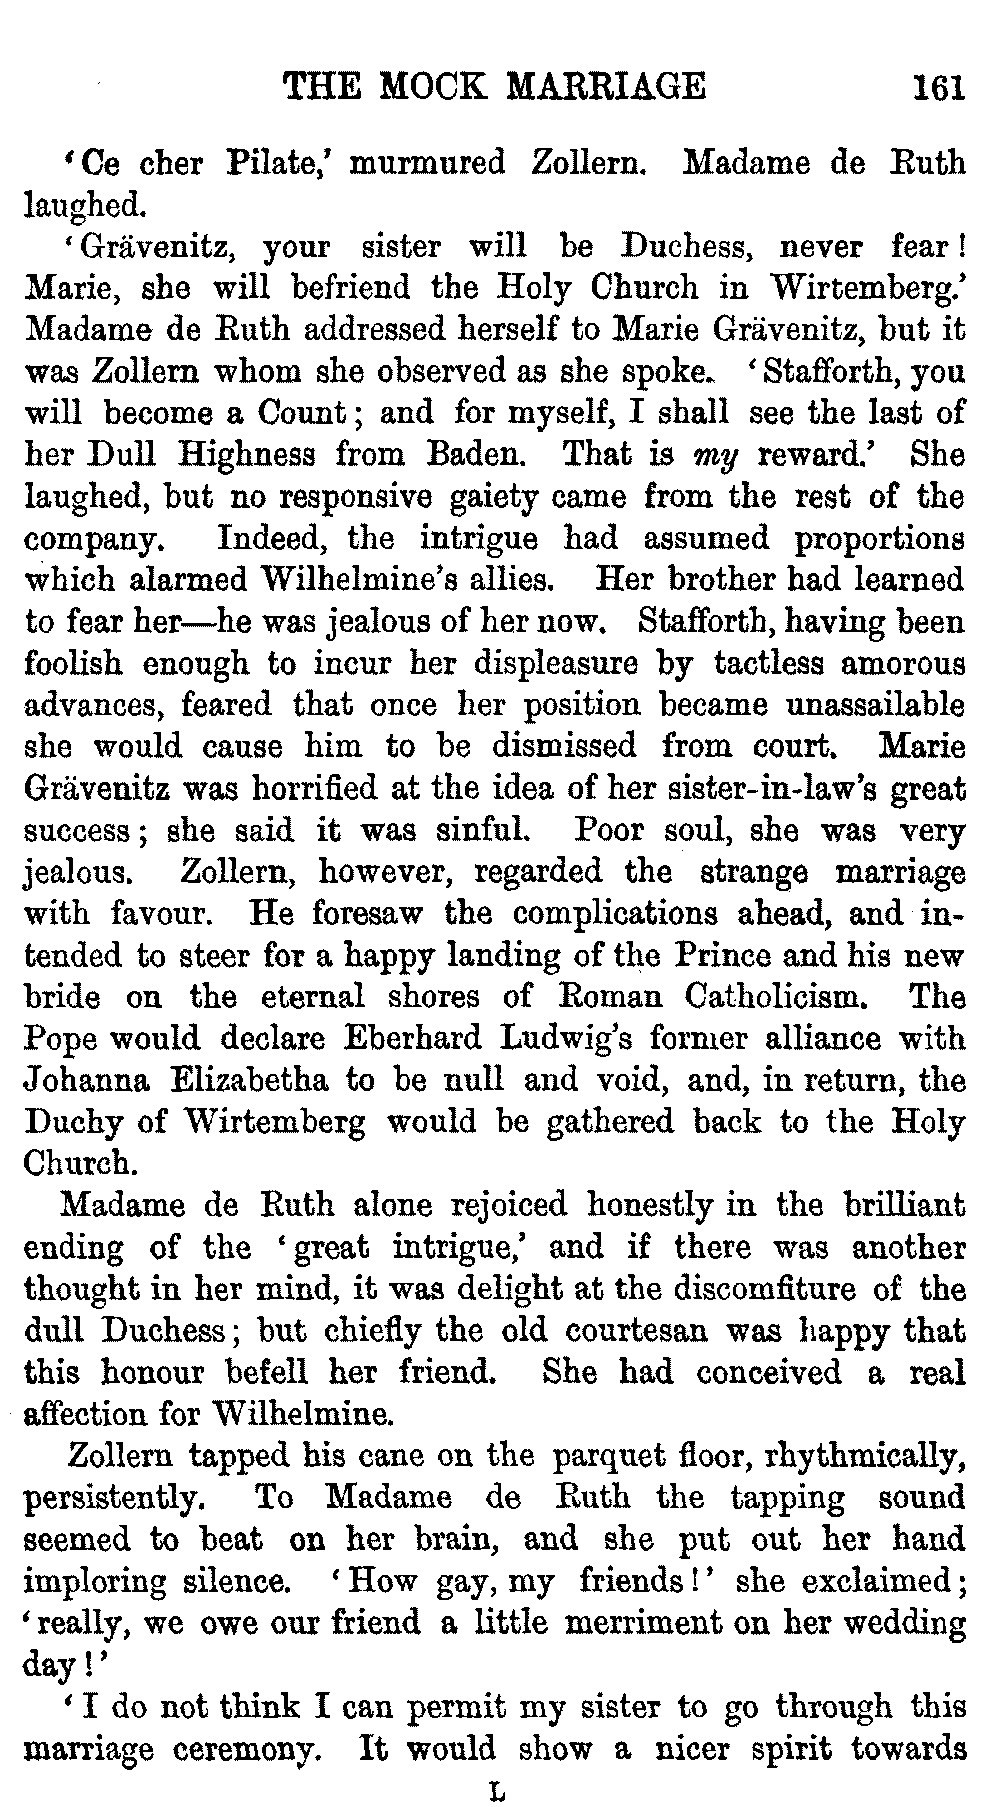 THE MOCK MARRIAGE 161
‘Ce cher Pilate,’ murmured Zollern. Madame de Ruth
laughed.
‘Grävenitz, your sister will be Duchess, never fear!
Marie, she will befriend the Holy Church in Wirtemberg.’
Madame de Ruth addressed herself to Marie Grävenitz, but it
was Zollern whom she observed as she spoke. ‘Stafforth, you
will become a Count; and for myself, I shall see the last of
her Dull Highness from Baden. That is my reward.’ She
laughed, but no responsive gaiety came from the rest of the
company. Indeed, the intrigue had assumed proportions
which alarmed Wilhelmine’s allies. Her brother had learned
to fear her—he was jealous of her now. Stafforth, having been
foolish enough to incur her displeasure by tactless amorous
advances, feared that once her position became unassailable
she would cause him to be dismissed from court. Marie
Grävenitz was horrified at the idea of her sister-in-law’s great
success; she said it was sinful. Poor soul, she was very
jealous. Zollern, however, regarded the strange marriage
with favour. He foresaw the complications ahead, and in-
tended to steer for a happy landing of the Prince and his new
bride on the eternal shores of Roman Catholicism. The
Pope would declare Eberhard Ludwig’s former alliance with
Johanna Elizabetha to be null and void, and, in return, the
Duchy of Wirtemberg would be gathered back to the Holy
Church.
Madame de Ruth alone rejoiced honestly in the brilliant
ending of the ‘great intrigue,’ and if there was another
thought in her mind, it was delight at the discomfiture of the
dull Duchess; but chiefly the old courtesan was happy that
this honour befell her friend. She had conceived a real
affection for Wilhelmine.
Zollern tapped his cane on the parquet floor, rhythmically,
persistently. To Madame de Ruth the tapping sound
seemed to beat on her brain, and she put out her hand
imploring silence. ‘How gay, my friends!’ she exclaimed;
‘really, we owe our friend a little merriment on her wedding
day!’
‘I do not think I can permit my sister to go through this
marriage ceremony. It would show a nicer spirit towards
L